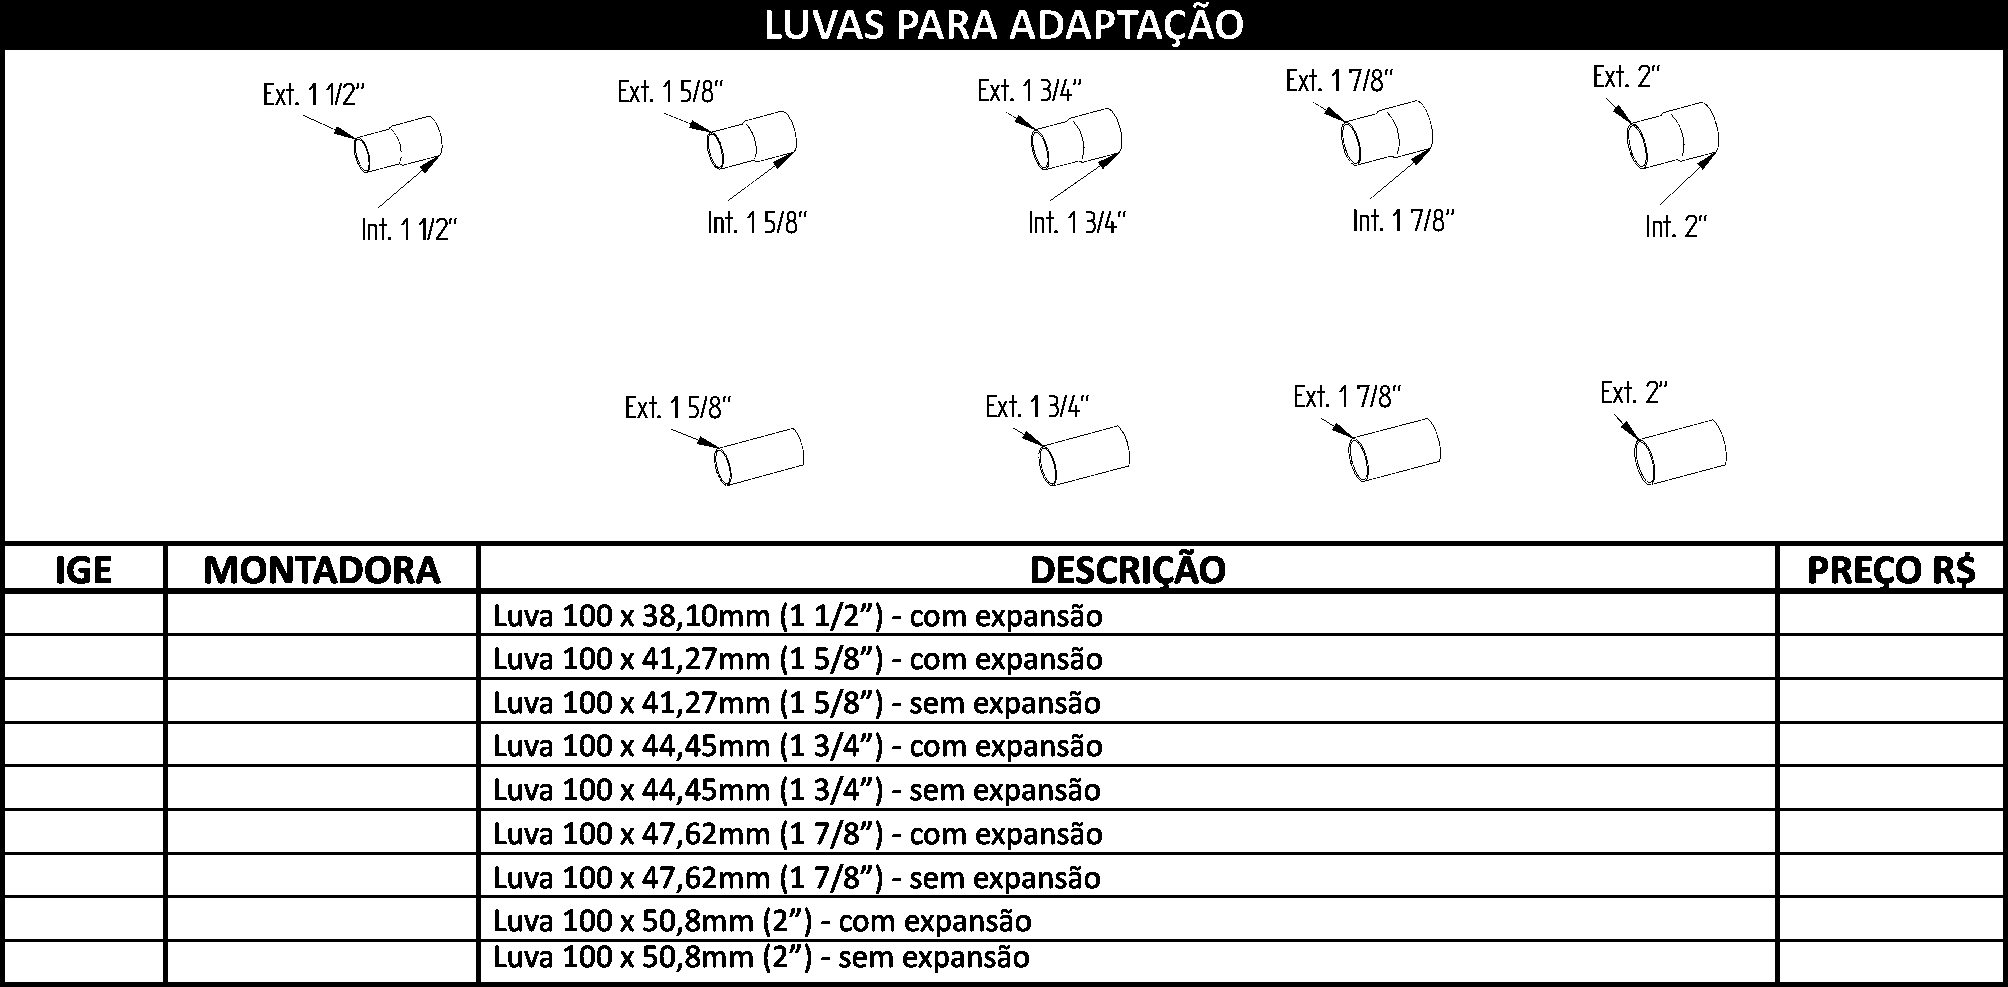 LUVAS PARA ADAPTAÇÃO
Ext. 1 1/2“ Ext. 1 5/8“ Ext. 1 3/4“ Ext. 1 7/8“ Ext. 2“
Int. 1 1/2“ Int. 1 5/8“ Int. 1 3/4“ Int. 1 7/8“ Int. 2“
Ext. 1 5/8“ Ext. 1 3/4“ Ext. 1 7/8“ Ext. 2”
IGE MONTADORA DESCRIÇÃO PREÇO R$
Luva 100 x 38,10mm (1 1/2”) - com expansão
Luva 100 x 41,27mm (1 5/8”) - com expansão
Luva 100 x 41,27mm (1 5/8”) - sem expansão
Luva 100 x 44,45mm (1 3/4”) - com expansão
Luva 100 x 44,45mm (1 3/4”) - sem expansão
Luva 100 x 47,62mm (1 7/8”) - com expansão
Luva 100 x 47,62mm (1 7/8”) - sem expansão
Luva 100 x 50,8mm (2”) - com expansão
Luva 100 x 50,8mm (2”) - sem expansão